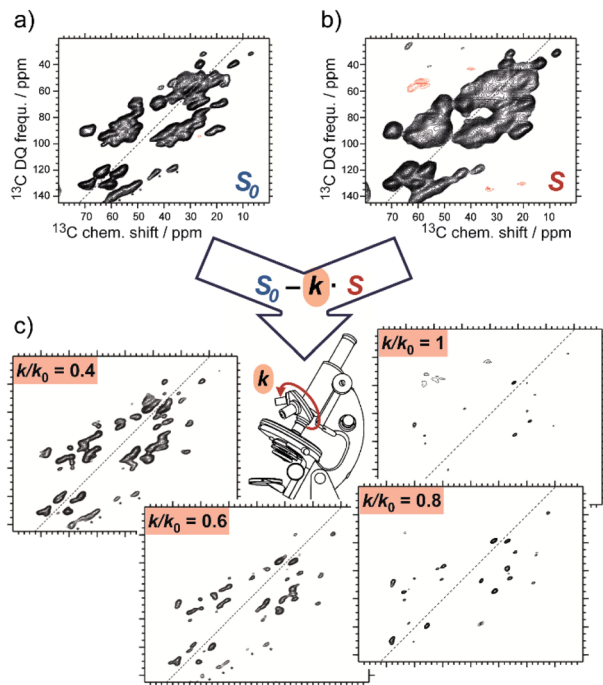 a)
b)
¹³C DQ frequ. / ppm
40
60
80
100
120
140
S₀
70 60 50 40 30 20 10
¹³C chem. shift / ppm
¹³C DQ frequ. / ppm
40
60
80
100
120
140
S
70 60 50 40 30 20 10
¹³C chem. shift / ppm
S₀ – k · S
c)
k/k₀ = 0.4
k
k/k₀ = 1
k/k₀ = 0.6
k/k₀ = 0.8